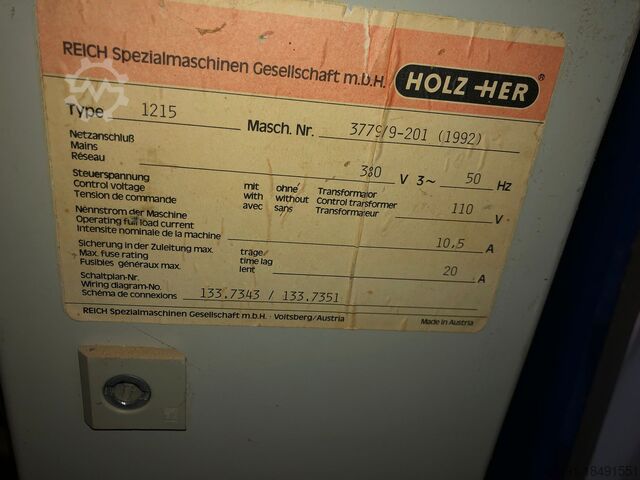 REICH Spezialmaschinen Gesellschaft m.b.H. HOLZ-HER®
Type 1215 Masch. Nr. 3779/9-201 (1992)
Netzanschluß
Mains
Réseau 380 V 3~ 50 Hz
Steuerspannung
Control voltage
Tension de commande
mit ohne Transformator
with without Control transformer
avec sans Transformateur 110 V
Nennstrom der Maschine
Operating full load current
Intensité nominale de la machine 10,5 A
Sicherung in der Zuleitung max. träge/
Max. fuse rating time lag
Fusibles généraux max. lent 20 A
Schaltplan-Nr.
Wiring diagram-No.
Schéma de connexions 133.7343 / 133.7351
REICH Spezialmaschinen Gesellschaft m.b.H. · Voitsberg/Austria Made in Austria